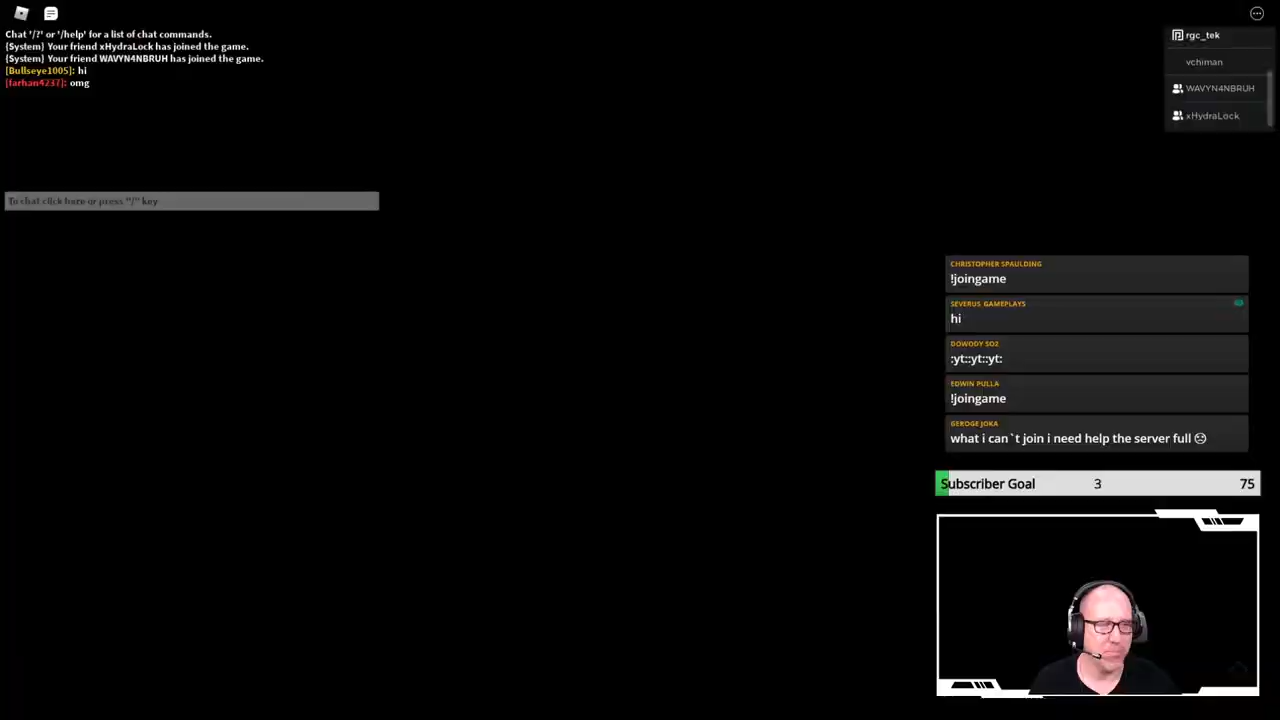 Chat '/?' or '/help' for a list of chat commands.
{System} Your friend xHydraLock has joined the game.
{System} Your friend WAVYN4NBRUH has joined the game.
[Bullseye1005]: hi
[farhan4237]: omg
To chat click here or press "/" key
rgc_tek
vchiman
WAVYN4NBRUH
xHydraLock
CHRISTOPHER SPAULDING
!joingame
SEVERUS GAMEPLAYS
hi
DOWODY SO2
:yt::yt::yt:
EDWIN PULLA
!joingame
GEROGE JOKA
what i can`t join i need help the server full ☹
Subscriber Goal 3 75